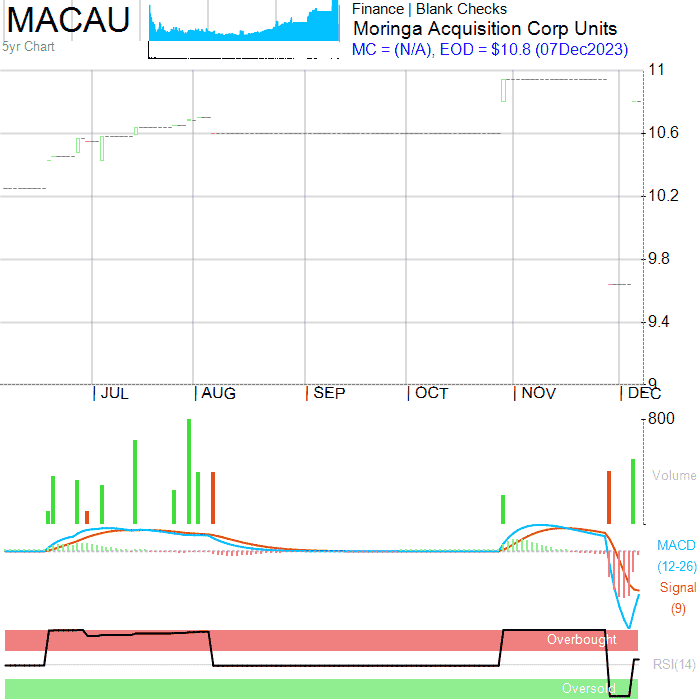 MACAU
5yr Chart
Finance | Blank Checks
Moringa Acquisition Corp Units
MC = (N/A), EOD = $10.8 (07Dec2023)
11
10.6
10.2
9.8
9.4
9
| JUL | AUG | SEP | OCT | NOV | DEC
800
Volume
MACD
(12-26)
Signal
(9)
Overbought
RSI(14)
Oversold